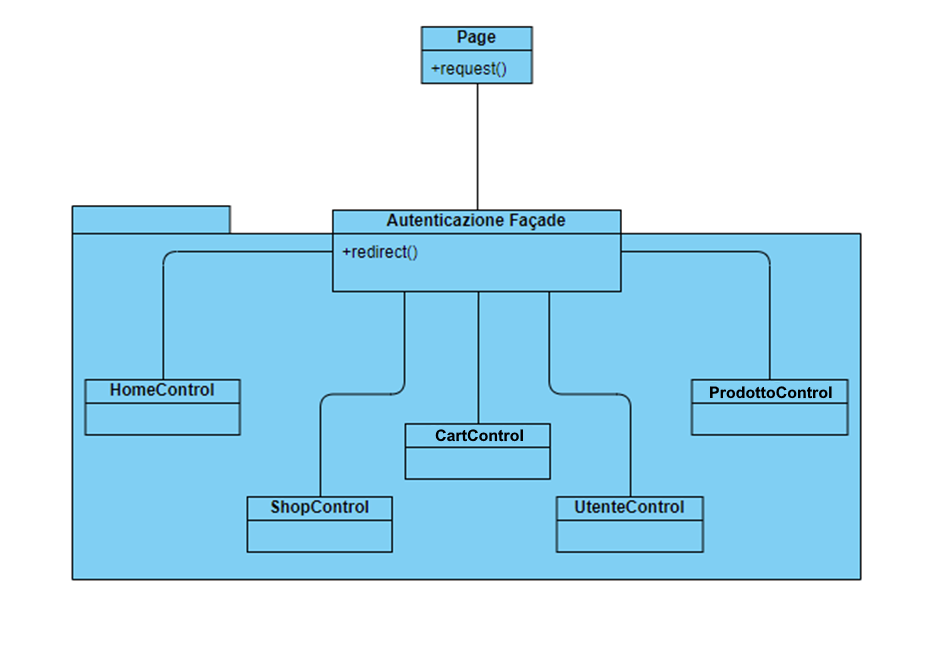 Page
+request()
Autenticazione Façade
+redirect()
HomeControl
ProdottoControl
CartControl
ShopControl
UtenteControl